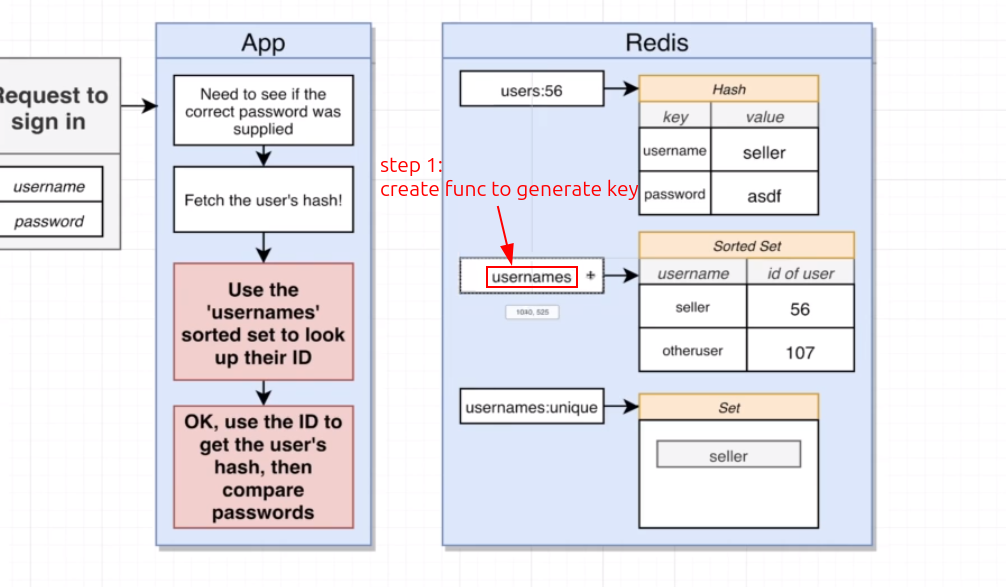 App
Redis
Request to
sign in
username
password
Need to see if the
correct password was
supplied
Fetch the user's hash!
Use the
'usernames'
sorted set to look
up their ID
OK, use the ID to
get the user's
hash, then
compare
passwords
step 1:
create func to generate key
users:56
Hash
key value
username seller
password asdf
usernames +
1040, 525
Sorted Set
username id of user
seller 56
otheruser 107
usernames:unique
Set
seller